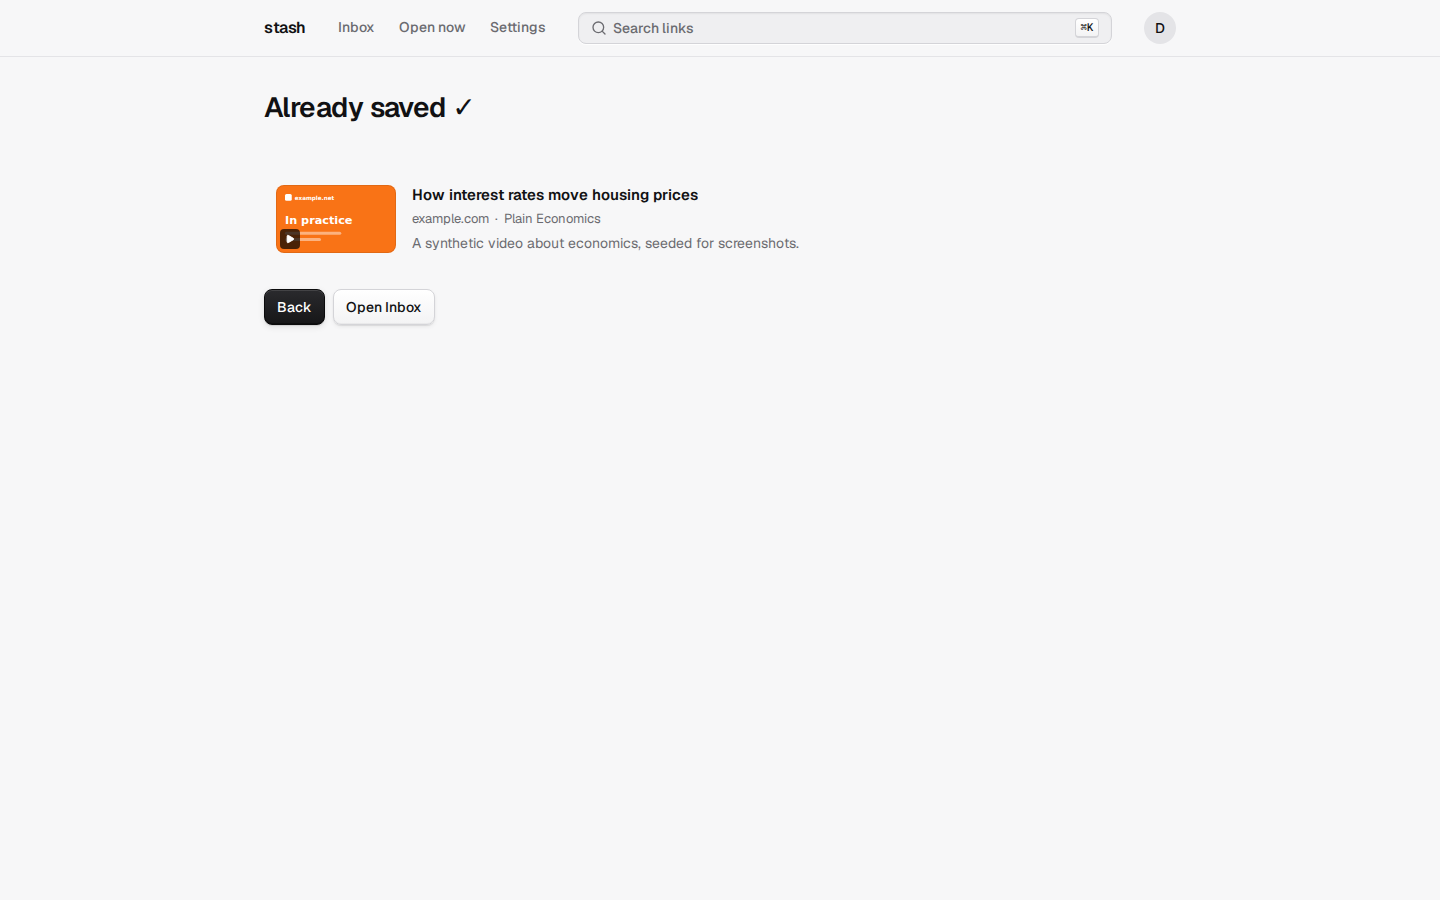 stash
Inbox
Open now
Settings
Search links
⌘K
D
Already saved ✓
example.net
In practice
How interest rates move housing prices
example.com · Plain Economics
A synthetic video about economics, seeded for screenshots.
Back
Open Inbox